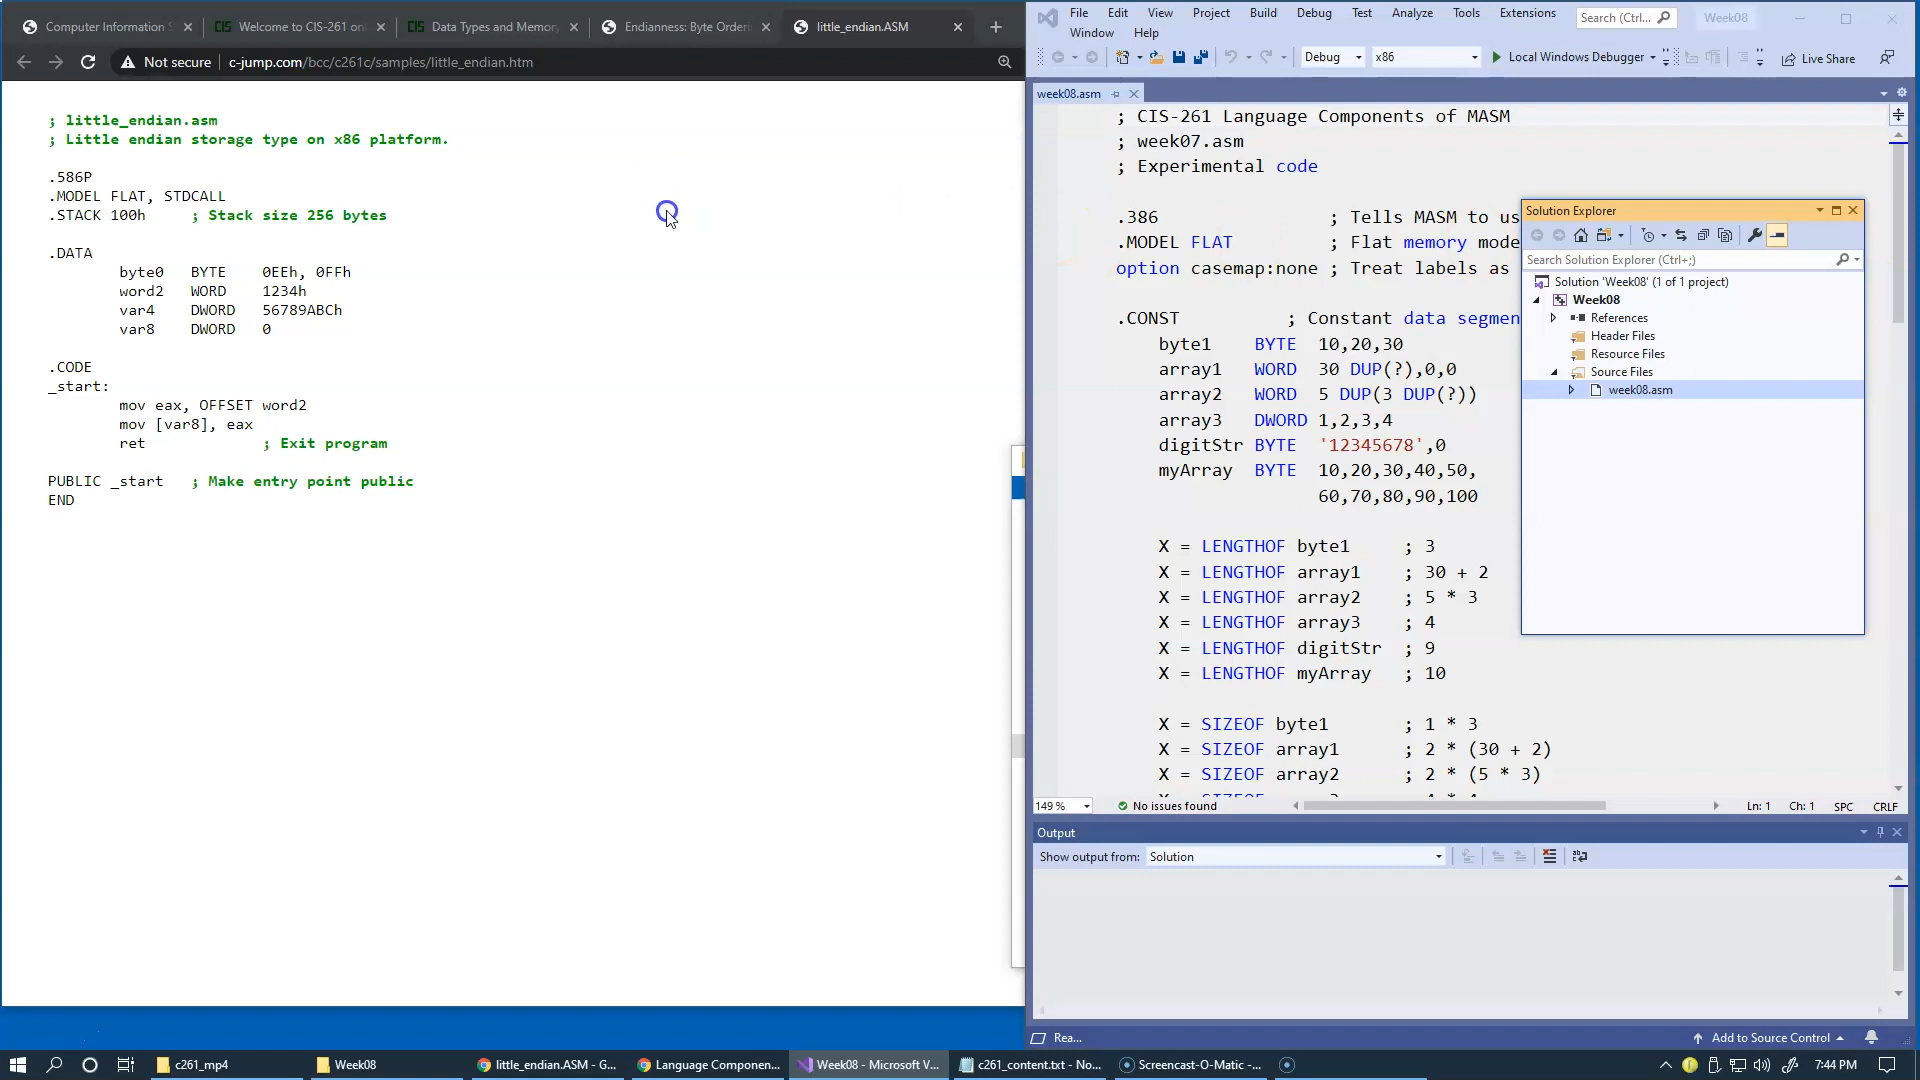 Computer Information S
Welcome to CIS-261 onl
Data Types and Memory
Endianness: Byte Orderi
little_endian.ASM
Not secure
c-jump.com/bcc/c261c/samples/little_endian.htm
; little_endian.asm
; Little endian storage type on x86 platform.
.586P
.MODEL FLAT, STDCALL
.STACK 100h ; Stack size 256 bytes
.DATA
byte0 BYTE 0EEh, 0FFh
word2 WORD 1234h
var4 DWORD 56789ABCh
var8 DWORD 0
.CODE
_start:
mov eax, OFFSET word2
mov [var8], eax
ret ; Exit program
PUBLIC _start ; Make entry point public
END
File Edit View Project Build Debug Test Analyze Tools Extensions
Window Help
Search (Ctrl...
Week08
Debug
x86
Local Windows Debugger
Live Share
week08.asm
; CIS-261 Language Components of MASM
; week07.asm
; Experimental code
.386 ; Tells MASM to us
.MODEL FLAT ; Flat memory mode
option casemap:none ; Treat labels as
.CONST ; Constant data segmen
byte1 BYTE 10,20,30
array1 WORD 30 DUP(?),0,0
array2 WORD 5 DUP(3 DUP(?))
array3 DWORD 1,2,3,4
digitStr BYTE '12345678',0
myArray BYTE 10,20,30,40,50,
60,70,80,90,100
X = LENGTHOF byte1 ; 3
X = LENGTHOF array1 ; 30 + 2
X = LENGTHOF array2 ; 5 * 3
X = LENGTHOF array3 ; 4
X = LENGTHOF digitStr ; 9
X = LENGTHOF myArray ; 10
X = SIZEOF byte1 ; 1 * 3
X = SIZEOF array1 ; 2 * (30 + 2)
X = SIZEOF array2 ; 2 * (5 * 3)
Solution Explorer
Search Solution Explorer (Ctrl+;)
Solution 'Week08' (1 of 1 project)
Week08
References
Header Files
Resource Files
Source Files
week08.asm
149 %
No issues found
Ln: 1 Ch: 1 SPC CRLF
Output
Show output from: Solution
Rea...
Add to Source Control
c261_mp4
Week08
little_endian.ASM - G...
Language Componen...
Week08 - Microsoft V...
c261_content.txt - No...
Screencast-O-Matic -...
7:44 PM